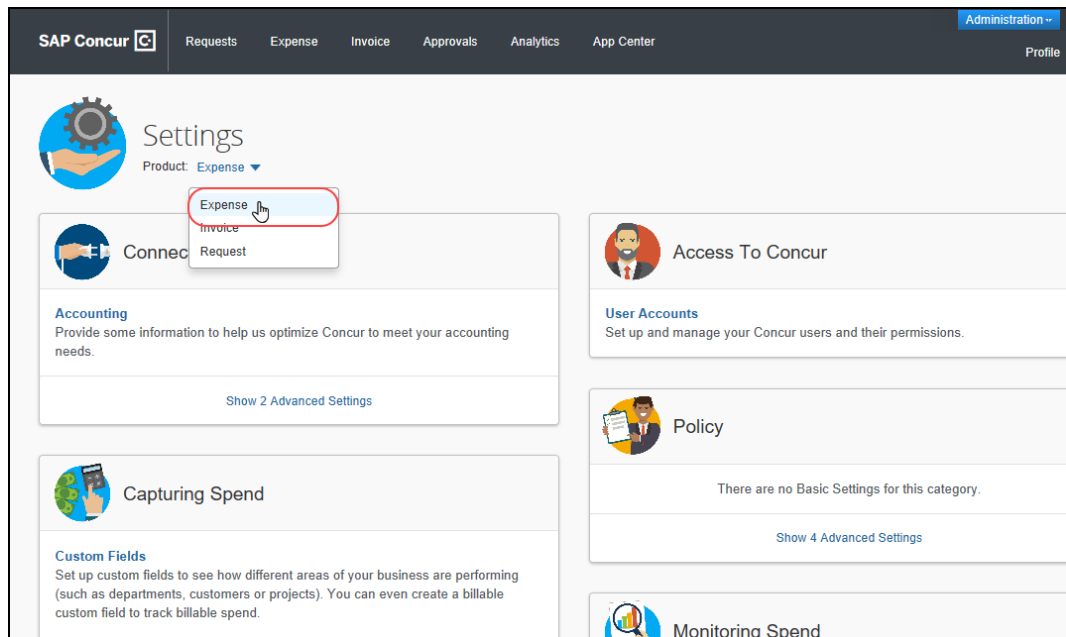 SAP Concur
Requests
Expense
Invoice
Approvals
Analytics
App Center
Administration
Profile
Settings
Product: Expense
Expense
Invoice
Request
Connec
Accounting
Provide some information to help us optimize Concur to meet your accounting
needs.
Show 2 Advanced Settings
Capturing Spend
Custom Fields
Set up custom fields to see how different areas of your business are performing
(such as departments, customers or projects). You can even create a billable
custom field to track billable spend.
Access To Concur
User Accounts
Set up and manage your Concur users and their permissions.
Policy
There are no Basic Settings for this category.
Show 4 Advanced Settings
Monitoring Spend